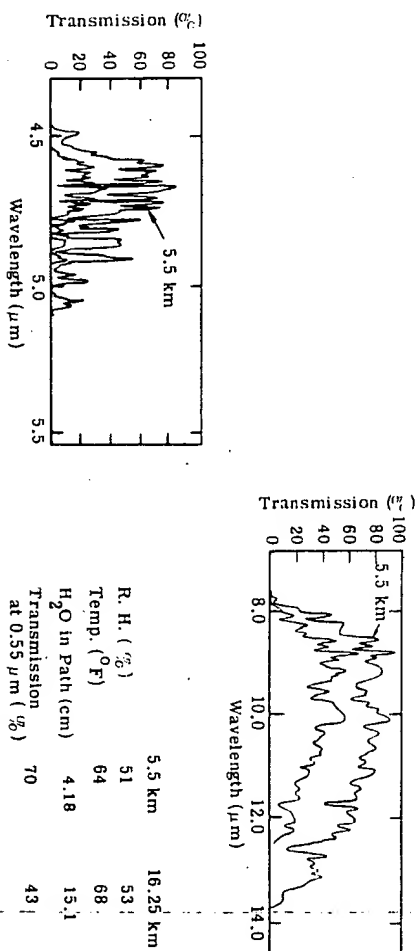 Transmission (%)
100
80
60
40
20
0
4.5
5.0
5.5
5.5 km
Wavelength (μm)
Transmission (%)
100
80
60
40
20
0
8.0
10.0
12.0
14.0
5.5 km
Wavelength (μm)
5.5 km 16.25 km
R. H. (%) 51 53
Temp. (°F) 64 68
H₂O in Path (cm) 4.18 15.1
Transmission
at 0.55 μm (%) 70 43